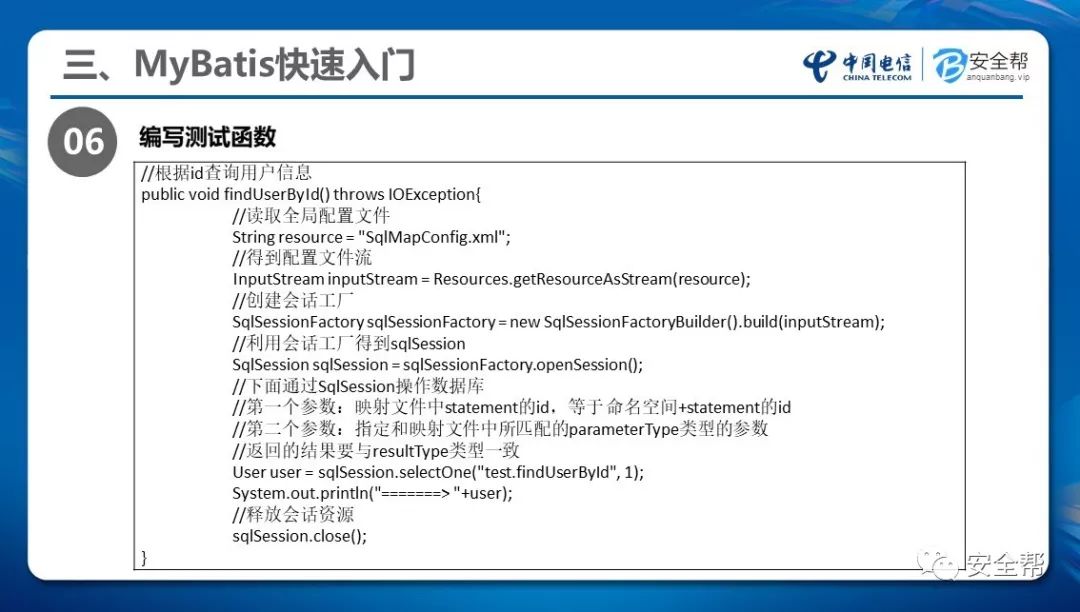 三、MyBatis快速入门
中国电信
CHINA TELECOM
安全帮
anquanbang.vip
06
编写测试函数
//根据id查询用户信息
public void findUserById() throws IOException{
//读取全局配置文件
String resource = "SqlMapConfig.xml";
//得到配置文件流
InputStream inputStream = Resources.getResourceAsStream(resource);
//创建会话工厂
SqlSessionFactory sqlSessionFactory = new SqlSessionFactoryBuilder().build(inputStream);
//利用会话工厂得到sqlSession
SqlSession sqlSession = sqlSessionFactory.openSession();
//下面通过SqlSession操作数据库
//第一个参数：映射文件中statement的id，等于命名空间+statement的id
//第二个参数：指定和映射文件中所匹配的parameterType类型的参数
//返回的结果要与resultType类型一致
User user = sqlSession.selectOne("test.findUserById", 1);
System.out.println("=======> "+user);
//释放会话资源
sqlSession.close();
}
安全帮